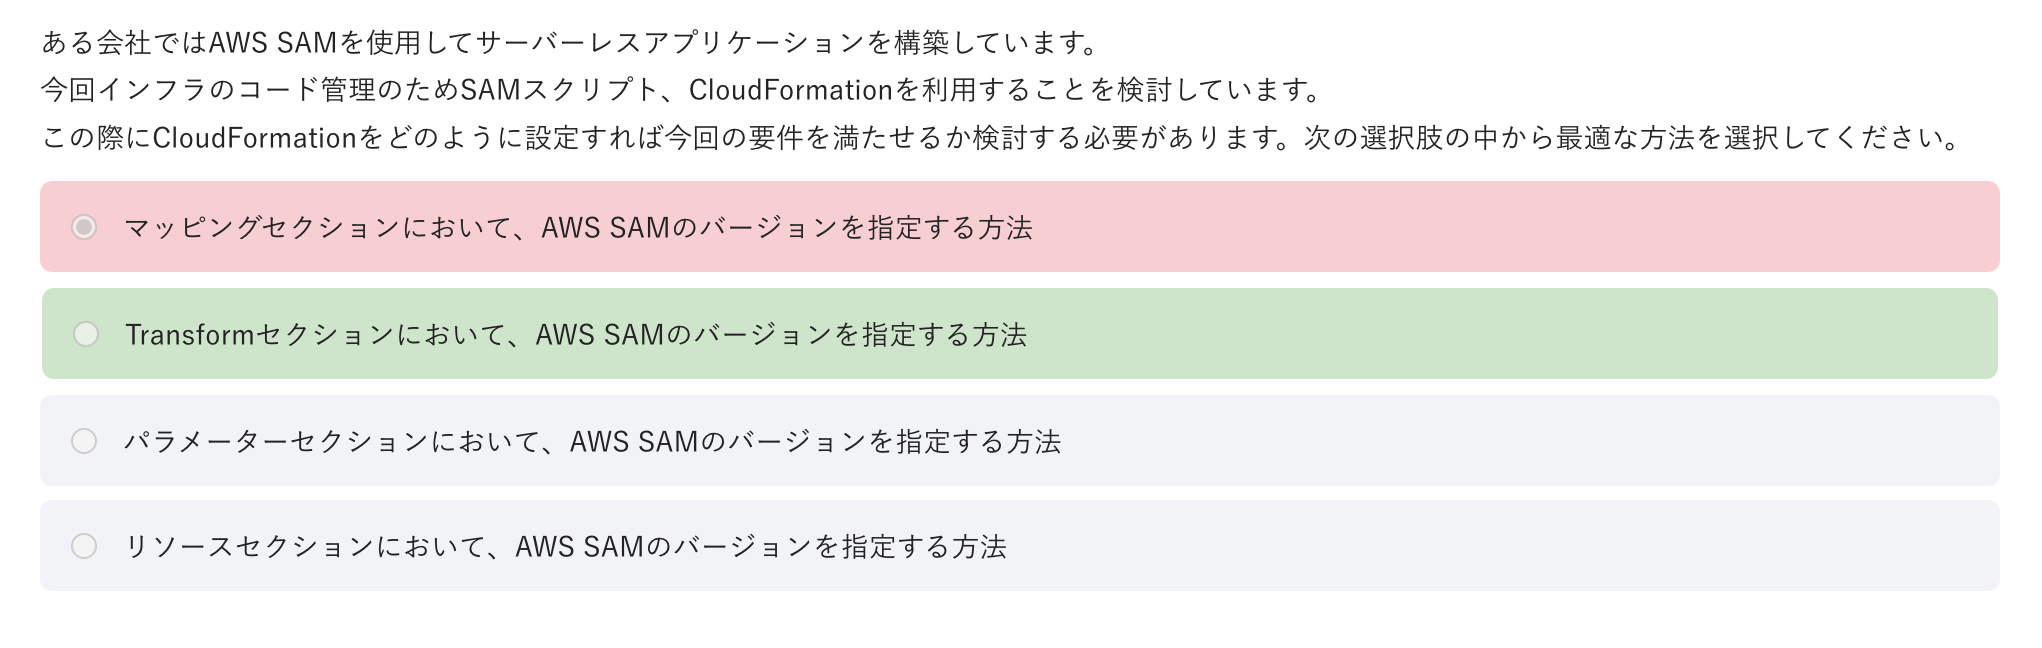 ある会社ではAWS SAMを使用してサーバーレスアプリケーションを構築しています。
今回インフラのコード管理のためSAMスクリプト、CloudFormationを利用することを検討しています。
この際にCloudFormationをどのように設定すれば今回の要件を満たせるか検討する必要があります。次の選択肢の中から最適な方法を選択してください。
マッピングセクションにおいて、AWS SAMのバージョンを指定する方法
Transformセクションにおいて、AWS SAMのバージョンを指定する方法
パラメーターセクションにおいて、AWS SAMのバージョンを指定する方法
リソースセクションにおいて、AWS SAMのバージョンを指定する方法